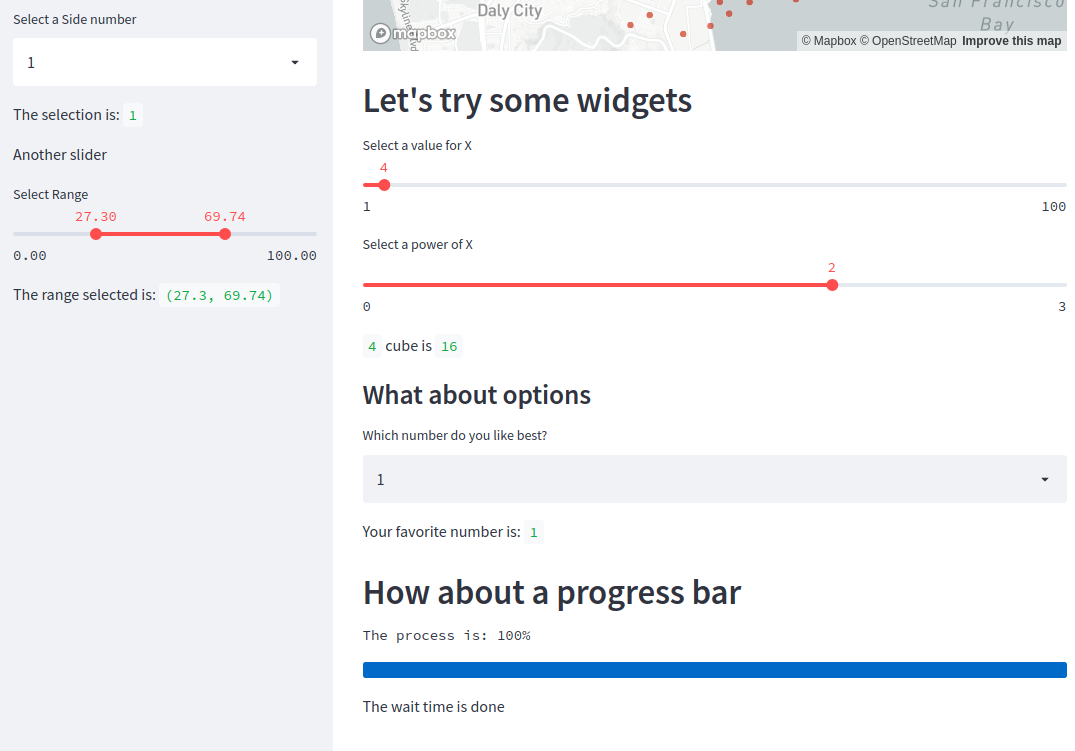 Select a Side number
1
The selection is: 1
Another slider
Select Range
27.30 69.74
0.00 100.00
The range selected is: (27.3, 69.74)
Skyline
Daly City
San Francisco
Bay
mapbox
© Mapbox © OpenStreetMap Improve this map
Let's try some widgets
Select a value for X
4
1 100
Select a power of X
2
0 3
4 cube is 16
What about options
Which number do you like best?
1
Your favorite number is: 1
How about a progress bar
The process is: 100%
The wait time is done